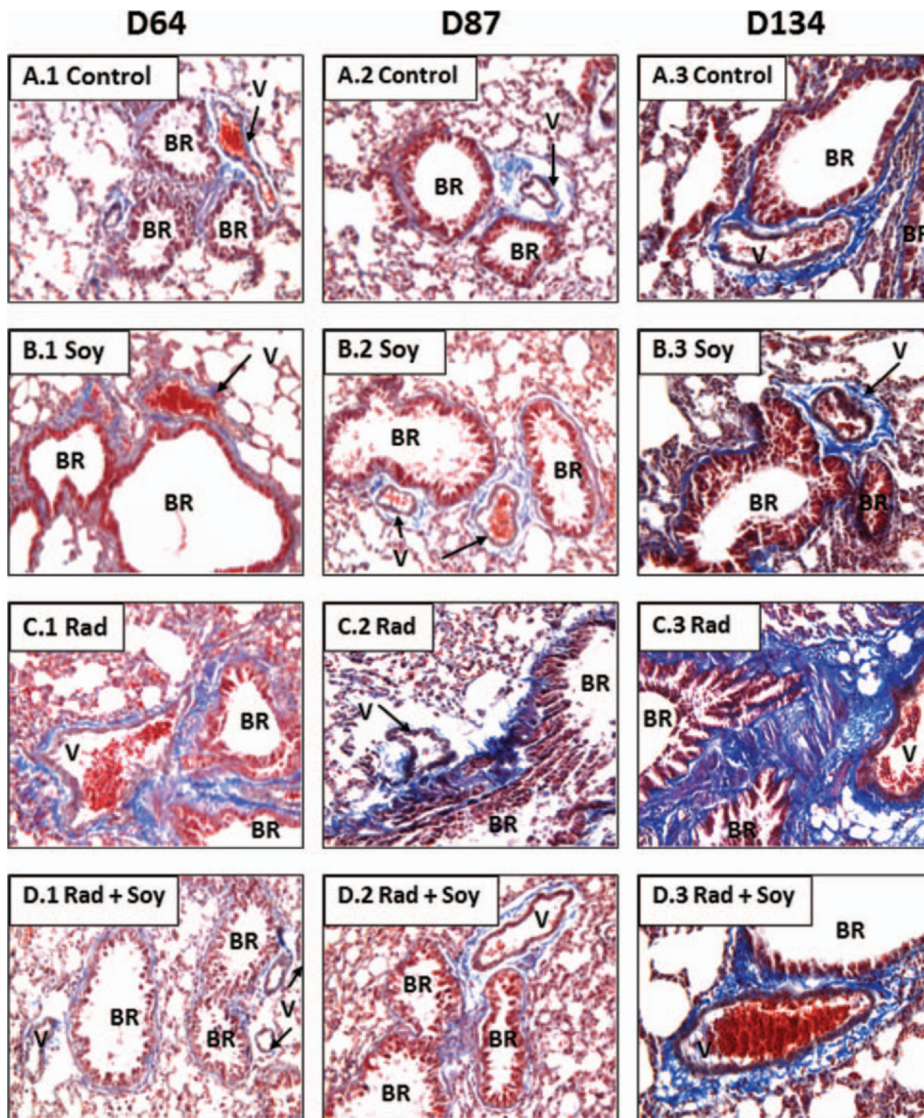 D64 D87 D134
A.1 Control A.2 Control A.3 Control
V
V
BR
BR
BR
BR
BR
BR
V
BR
B.1 Soy B.2 Soy B.3 Soy
V
V
BR
BR
BR
BR
BR
BR
V
C.1 Rad C.2 Rad C.3 Rad
BR
BR
V
BR
V
V
BR
BR
BR
D.1 Rad + Soy D.2 Rad + Soy D.3 Rad + Soy
V
BR
BR
BR
BR
V
BR
V
BR
BR
BR
V